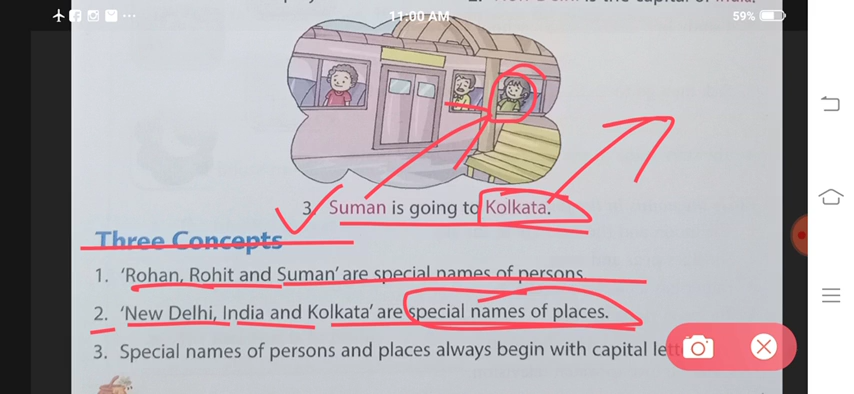 11:00 AM
59%
3. Suman is going to Kolkata.
Three Concepts
1. 'Rohan, Rohit and Suman' are special names of persons
2. 'New Delhi, India and Kolkata' are special names of places.
3. Special names of persons and places always begin with capital